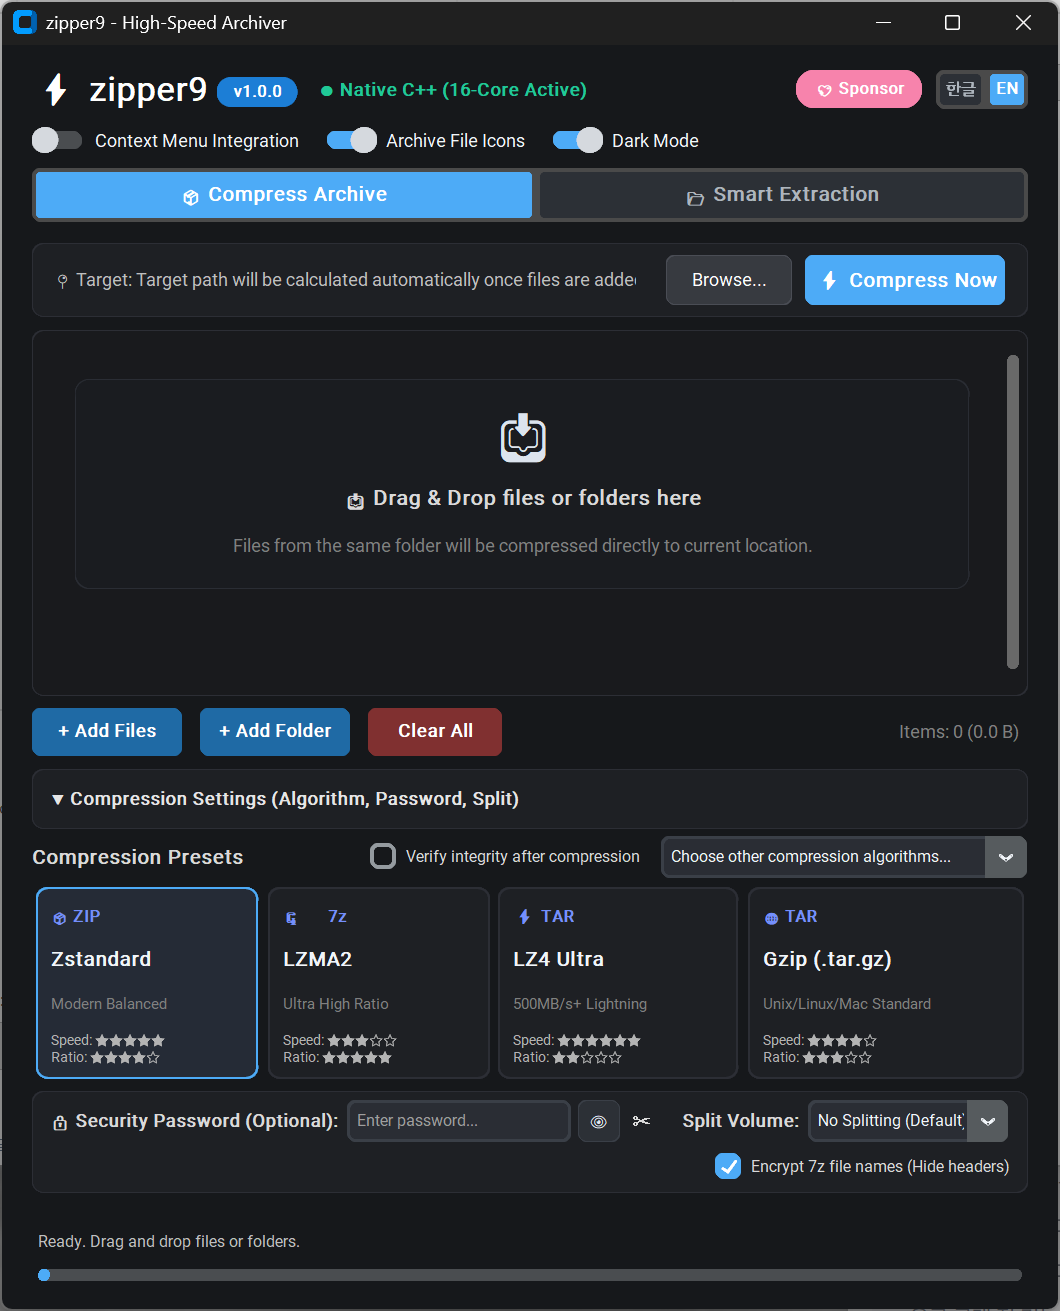 zipper9 - High-Speed Archiver
zipper9 v1.0.0 ● Native C++ (16-Core Active) Sponsor 한글 EN
Context Menu Integration Archive File Icons Dark Mode
Compress Archive Smart Extraction
Target: Target path will be calculated automatically once files are added Browse... Compress Now
Drag & Drop files or folders here
Files from the same folder will be compressed directly to current location.
+ Add Files + Add Folder Clear All Items: 0 (0.0 B)
▼ Compression Settings (Algorithm, Password, Split)
Compression Presets Verify integrity after compression Choose other compression algorithms...
ZIP 7z TAR TAR
Zstandard LZMA2 LZ4 Ultra Gzip (.tar.gz)
Modern Balanced Ultra High Ratio 500MB/s+ Lightning Unix/Linux/Mac Standard
Speed: ★★★★★ Speed: ★★★☆☆ Speed: ★★★★★★ Speed: ★★★★☆
Ratio: ★★★★☆ Ratio: ★★★★★ Ratio: ★★☆☆☆ Ratio: ★★★☆☆
Security Password (Optional): Enter password... Split Volume: No Splitting (Default)
Encrypt 7z file names (Hide headers)
Ready. Drag and drop files or folders.